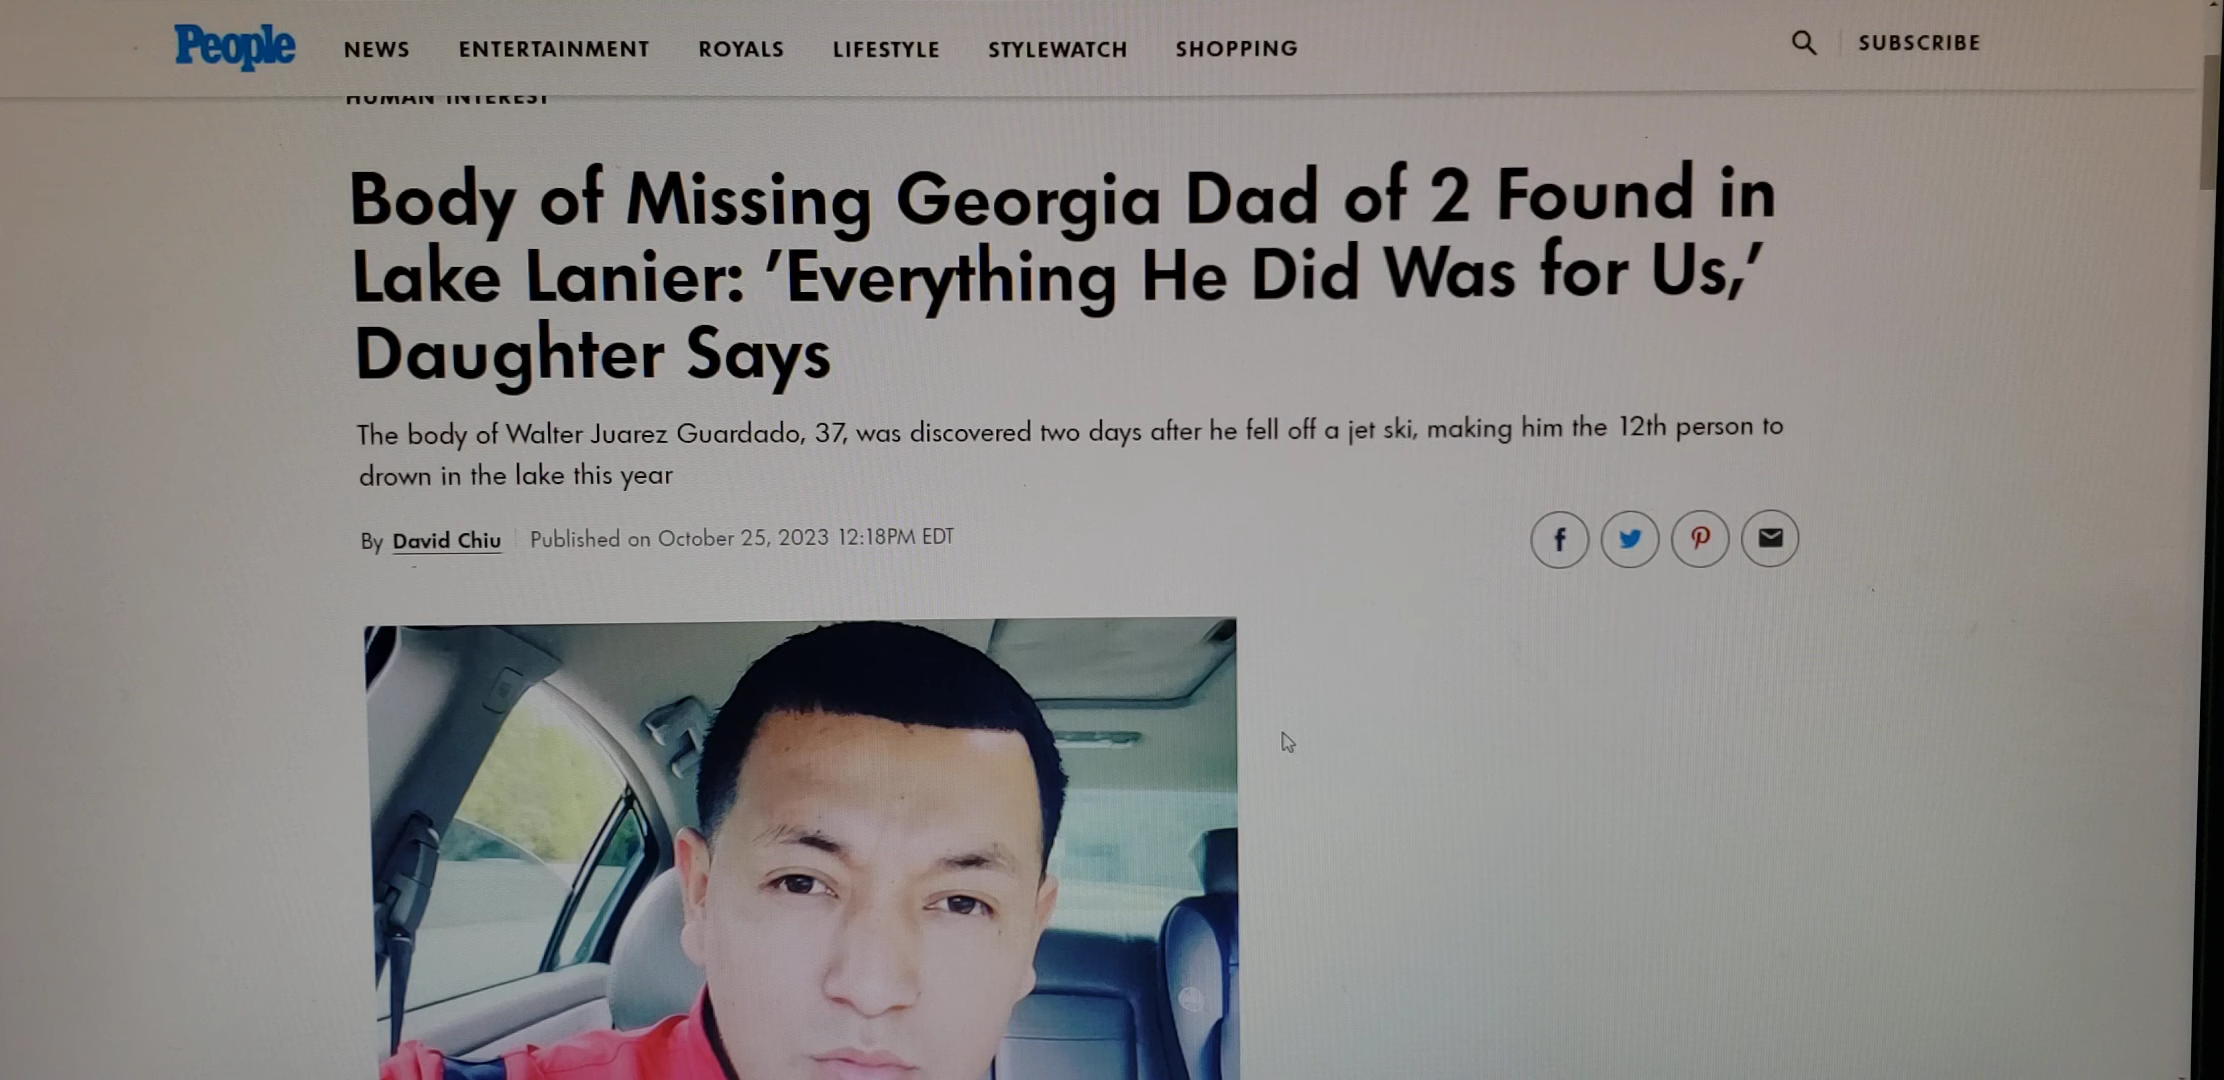 People NEWS ENTERTAINMENT ROYALS LIFESTYLE STYLEWATCH SHOPPING SUBSCRIBE
HUMAN INTEREST
Body of Missing Georgia Dad of 2 Found in
Lake Lanier: 'Everything He Did Was for Us,'
Daughter Says
The body of Walter Juarez Guardado, 37, was discovered two days after he fell off a jet ski, making him the 12th person to
drown in the lake this year
By David Chiu Published on October 25, 2023 12:18PM EDT